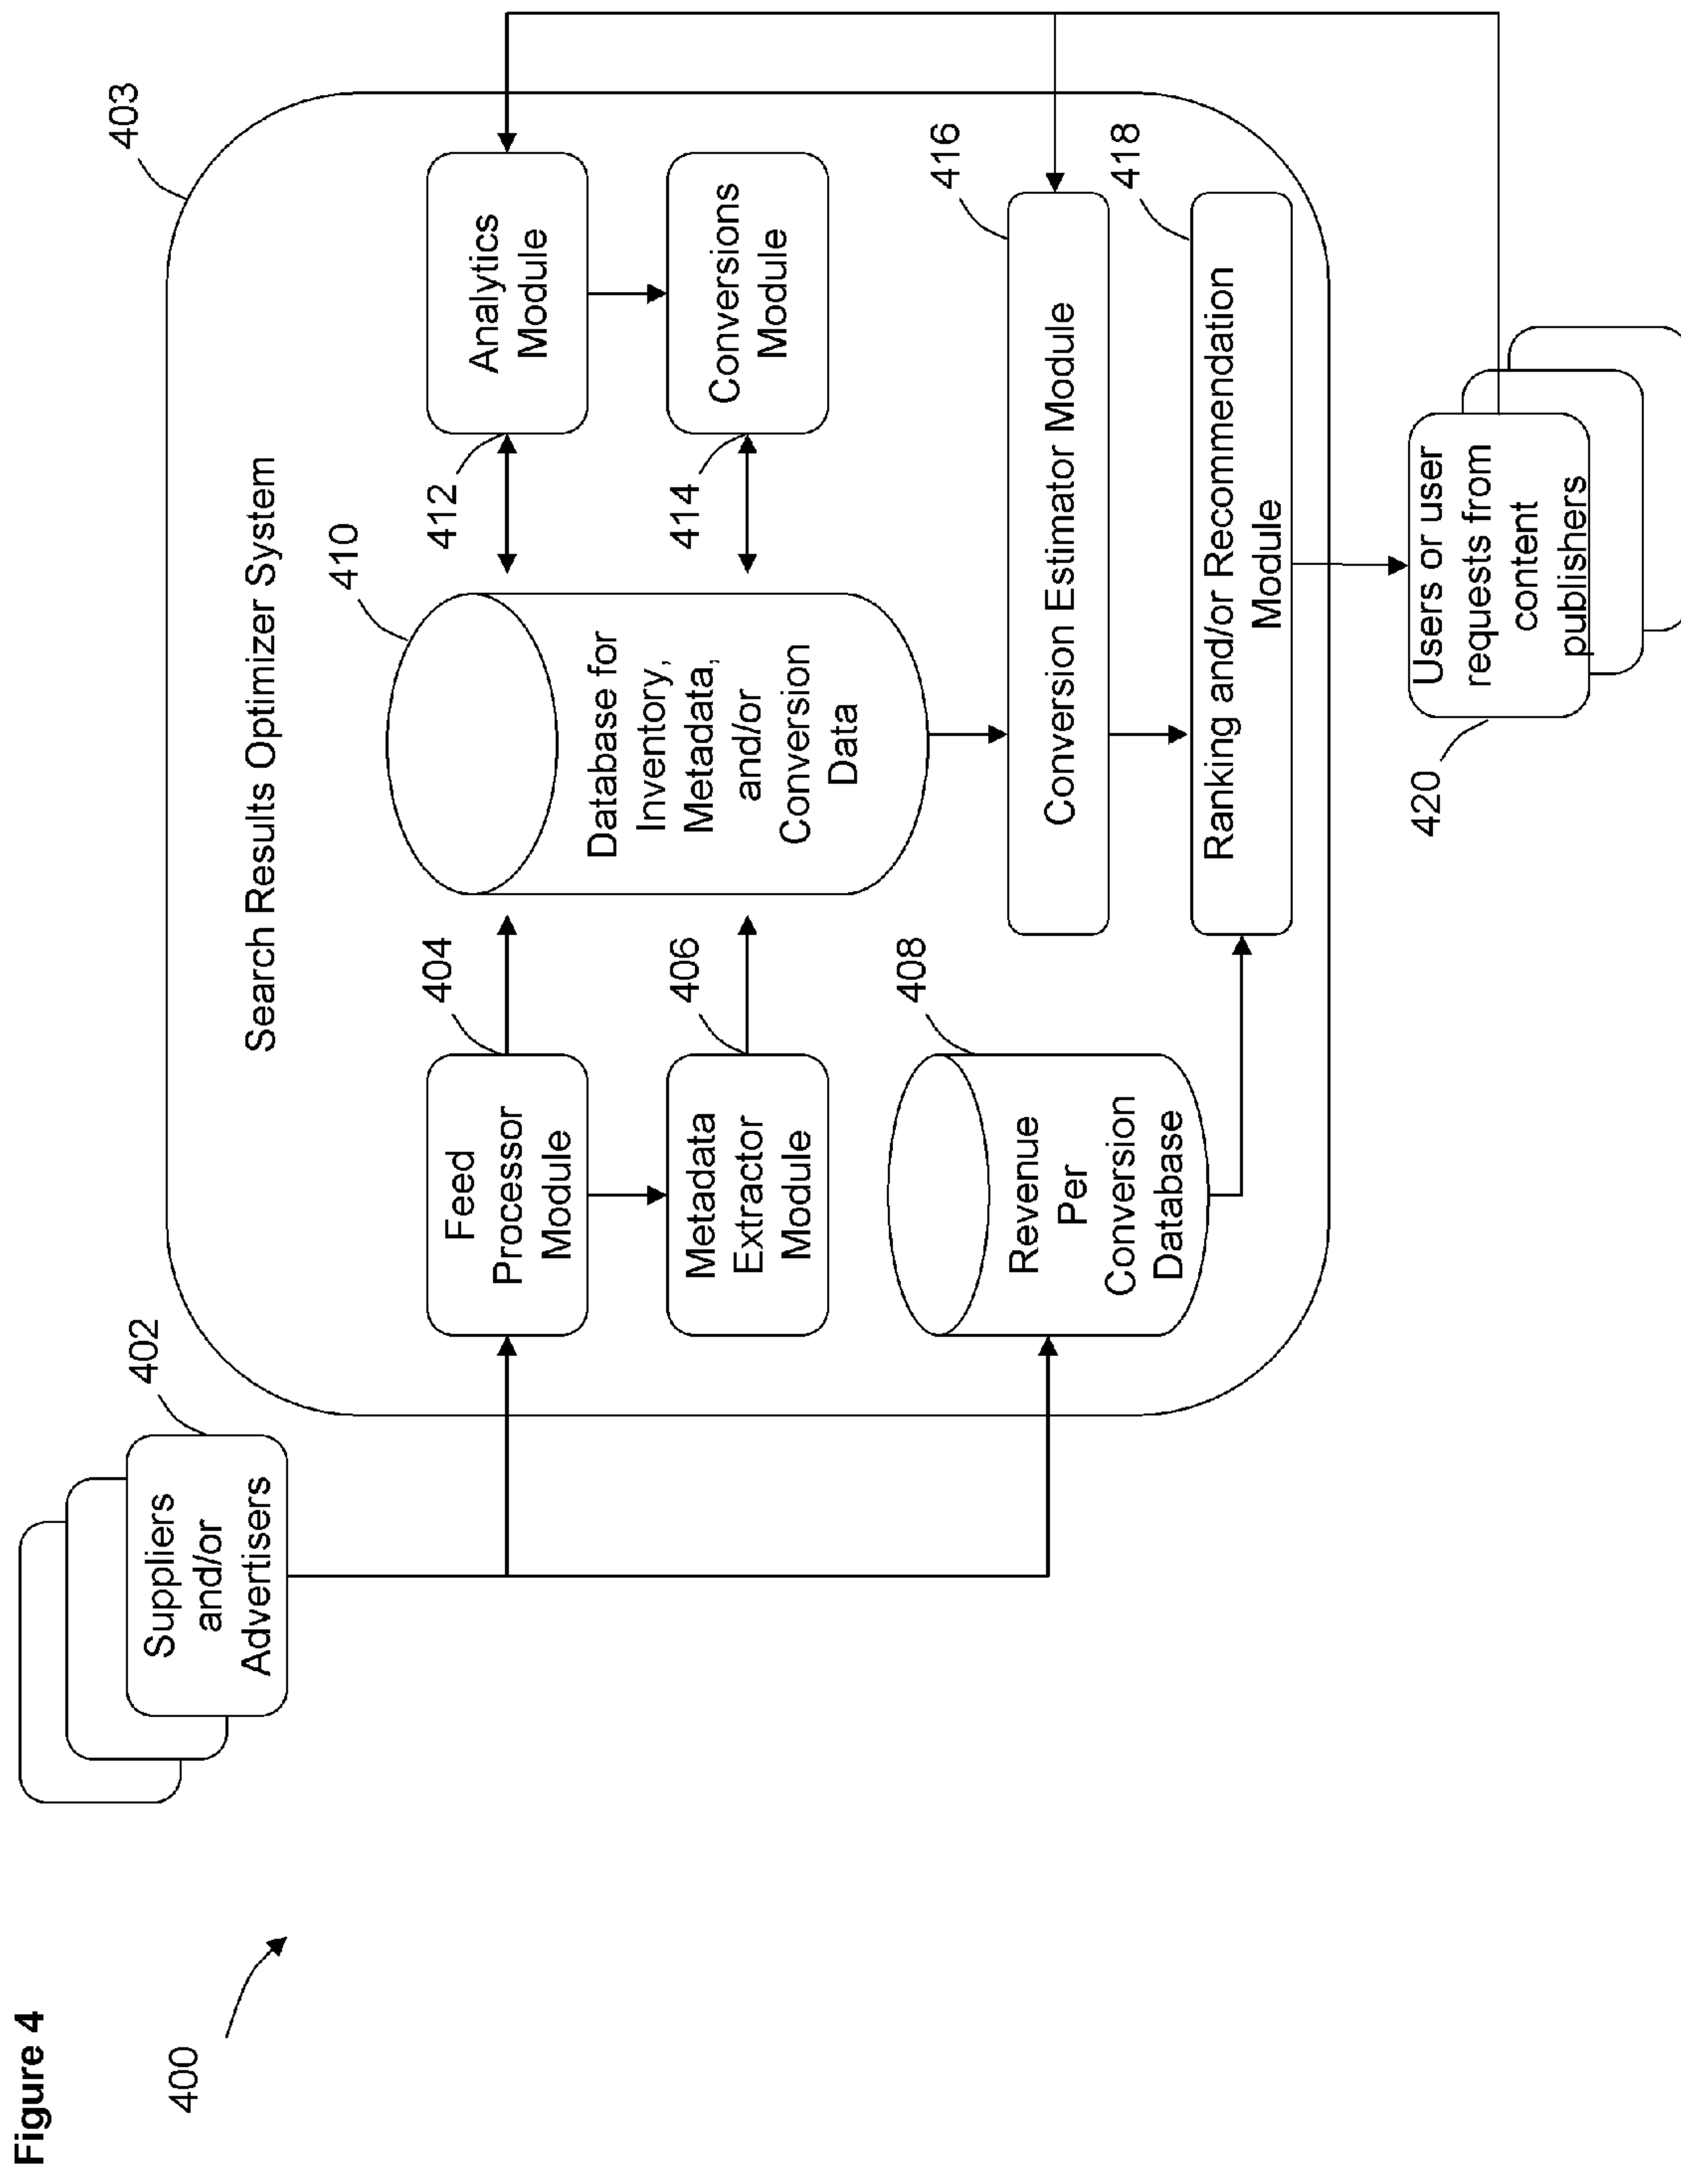 Figure 4
400
402
Suppliers
and/or
Advertisers
403
Search Results Optimizer System
404
Feed
Processor
Module
406
Metadata
Extractor
Module
408
Revenue
Per
Conversion
Database
410
Database for
Inventory,
Metadata,
and/or
Conversion
Data
412
Analytics
Module
414
Conversions
Module
416
Conversion Estimator Module
418
Ranking and/or Recommendation
Module
420
Users or user
requests from
content
publishers